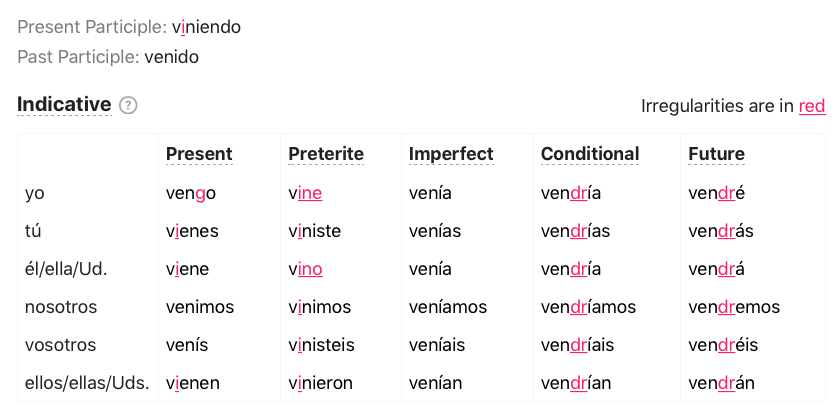 Present Participle: viniendo
Past Participle: venido
Indicative ?
Irregularities are in red
Present Preterite Imperfect Conditional Future
yo vengo vine venía vendría vendré
tú vienes viniste venías vendrías vendrás
él/ella/Ud. viene vino venía vendría vendrá
nosotros venimos vinimos veníamos vendríamos vendremos
vosotros venís vinisteis veníais vendríais vendréis
ellos/ellas/Uds. vienen vinieron venían vendrían vendrán